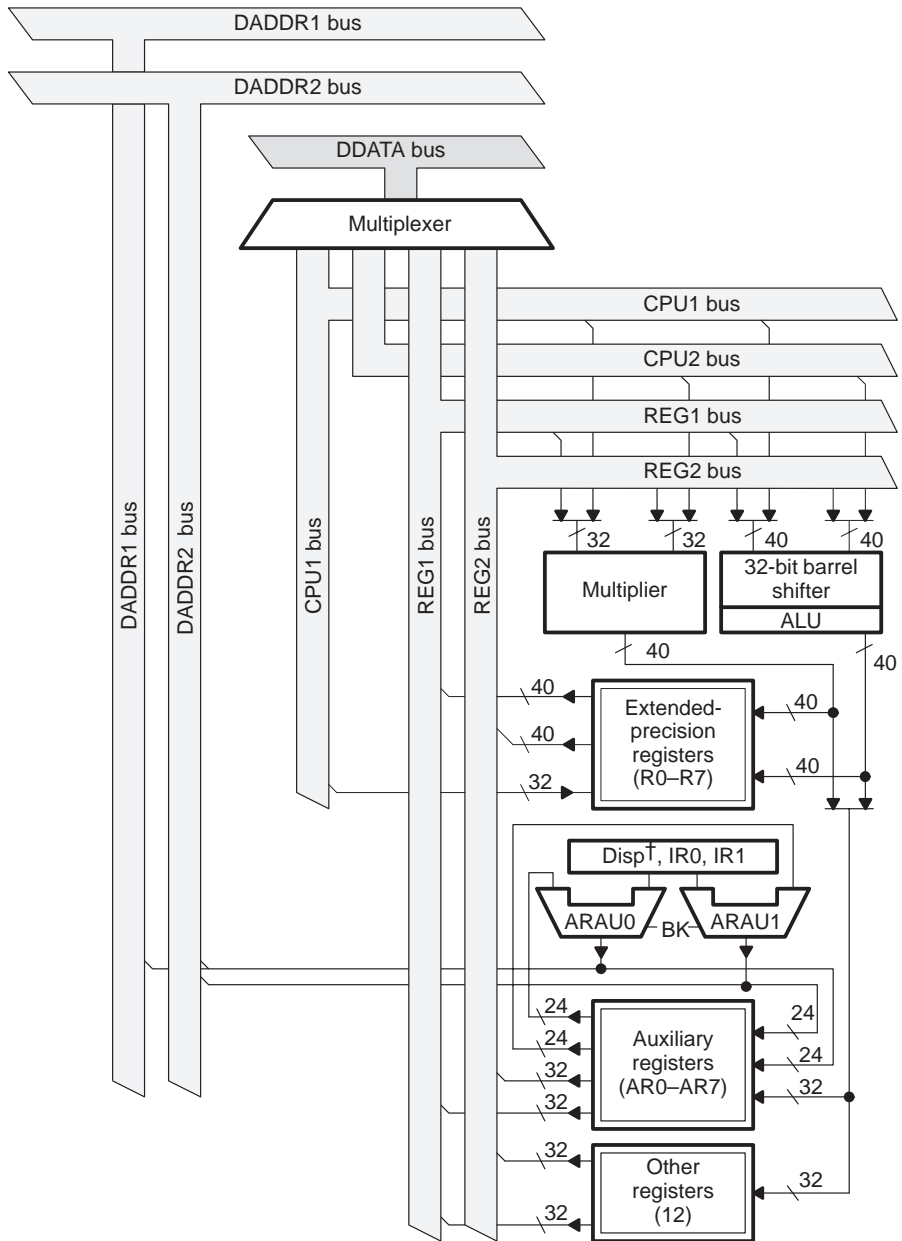 DADDR1 bus
DADDR2 bus
DDATA bus
Multiplexer
CPU1 bus
CPU2 bus
REG1 bus
REG2 bus
DADDR1 bus
DADDR2 bus
CPU1 bus
REG1 bus
REG2 bus
32
32
40
40
Multiplier
32-bit barrel
shifter
ALU
40
40
40
40
32
Extended-
precision
registers
(R0–R7)
40
40
Disp†, IR0, IR1
ARAU0
BK
ARAU1
24
24
32
32
Auxiliary
registers
(AR0–AR7)
24
24
32
32
32
Other
registers
(12)
32